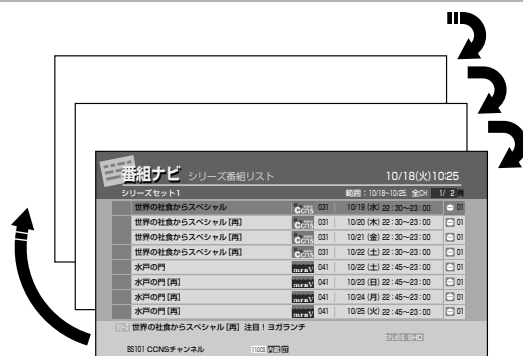 番組ナビ シリーズ番組リスト 10/18(火)10:25
シリーズセット1 範囲：10/18~10/25. 全CH 1/ 2
世界の社食からスペシャル ccns 031 10/19 (水) 22：30～23：00 01
世界の社食からスペシャル [再] ccns 031 10/20 (木) 22：30～23：00 01
世界の社食からスペシャル [再] ccns 031 10/21 (金) 22：30～23：00 01
世界の社食からスペシャル [再] ccns 031 10/22 (土) 22：30～23：00 01
水戸の門 mraV 041 10/22 (土) 22：45～23：00 01
水戸の門 [再] mraV 041 10/23 (日) 22：45～23：00 01
水戸の門 [再] mraV 041 10/24 (月) 22：45～23：00 01
水戸の門 [再] mraV 041 10/25 (火) 22：45～23：00 01
世界の社食からスペシャル [再] 注目！ヨガランチ
BS101 CCNSチャンネル 110CS